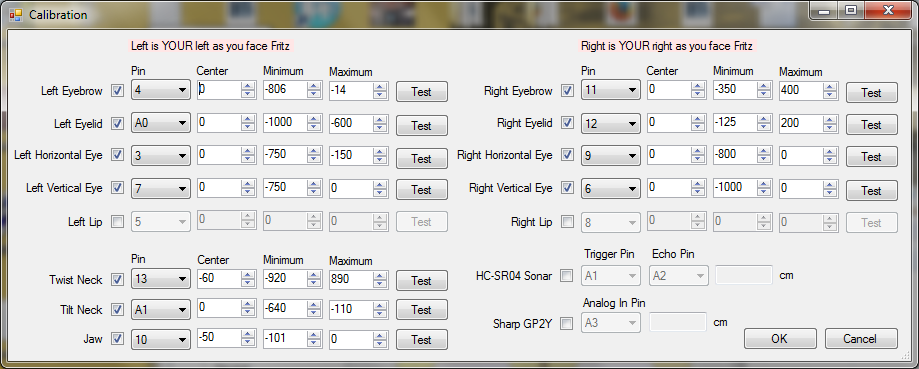 Calibration
Left is YOUR left as you face Fritz
Right is YOUR right as you face Fritz
Pin Center Minimum Maximum
Pin Center Minimum Maximum
Left Eyebrow 4 0 -806 -14 Test
Right Eyebrow 11 0 -350 400 Test
Left Eyelid A0 0 -1000 -600 Test
Right Eyelid 12 0 -125 200 Test
Left Horizontal Eye 3 0 -750 -150 Test
Right Horizontal Eye 9 0 -800 0 Test
Left Vertical Eye 7 0 -750 0 Test
Right Vertical Eye 6 0 -1000 0 Test
Left Lip 5 0 0 0 Test
Right Lip 8 0 0 0 Test
Pin Center Minimum Maximum
Trigger Pin Echo Pin
Twist Neck 13 -60 -920 890 Test
HC-SR04 Sonar A1 A2 cm
Tilt Neck A1 0 -640 -110 Test
Analog In Pin
Sharp GP2Y A3 cm
Jaw 10 -50 -101 0 Test
OK Cancel